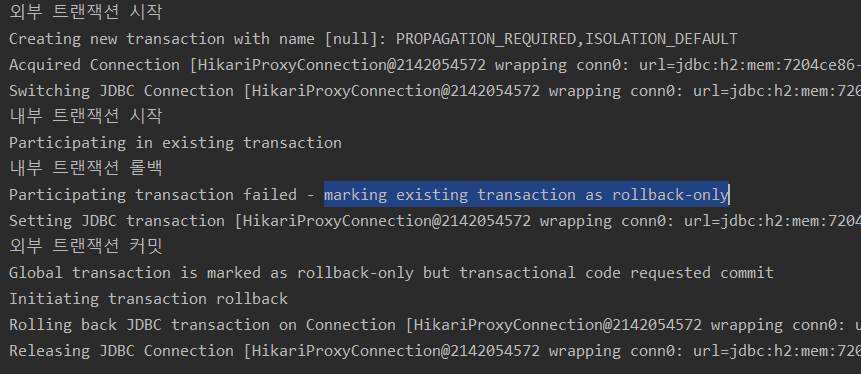 외부 트랜잭션 시작
Creating new transaction with name [null]: PROPAGATION_REQUIRED,ISOLATION_DEFAULT
Acquired Connection [HikariProxyConnection@2142054572 wrapping conn0: url=jdbc:h2:mem:7204ce86-
Switching JDBC Connection [HikariProxyConnection@2142054572 wrapping conn0: url=jdbc:h2:mem:720
내부 트랜잭션 시작
Participating in existing transaction
내부 트랜잭션 롤백
Participating transaction failed - marking existing transaction as rollback-only
Setting JDBC transaction [HikariProxyConnection@2142054572 wrapping conn0: url=jdbc:h2:mem:7204
외부 트랜잭션 커밋
Global transaction is marked as rollback-only but transactional code requested commit
Initiating transaction rollback
Rolling back JDBC transaction on Connection [HikariProxyConnection@2142054572 wrapping conn0: u
Releasing JDBC Connection [HikariProxyConnection@2142054572 wrapping conn0: url=jdbc:h2:mem:720